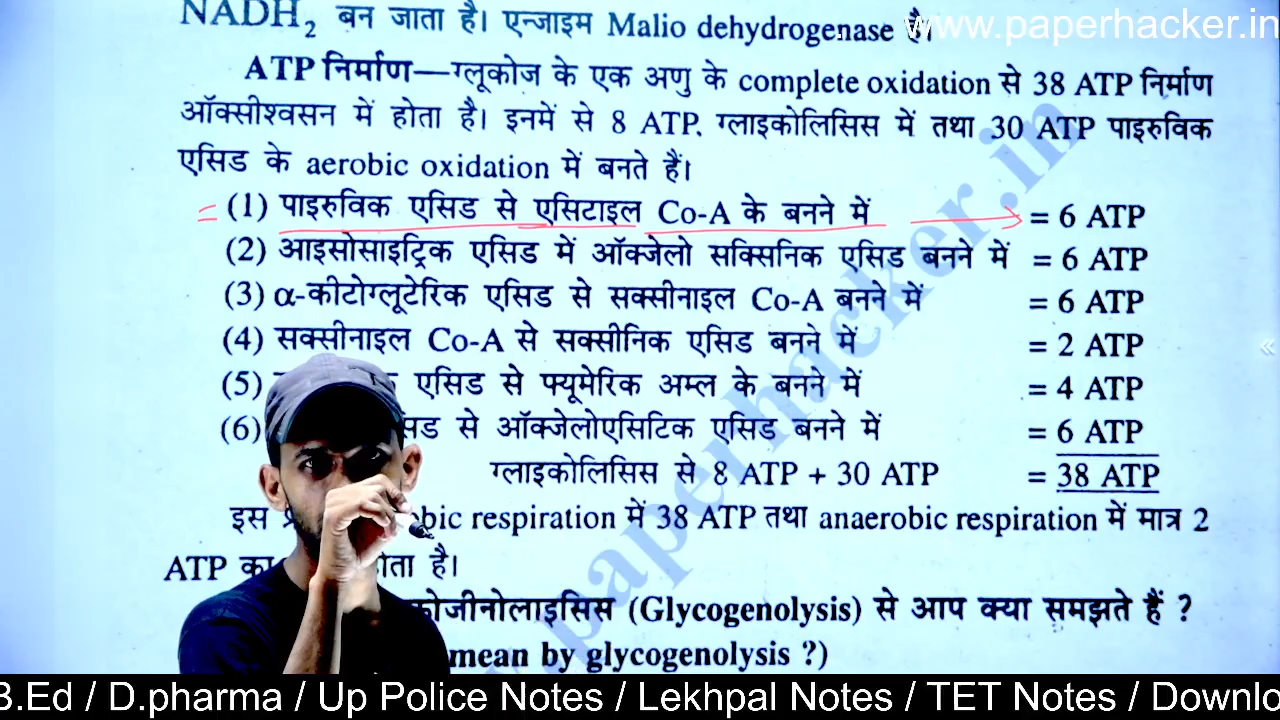 NADH2 बन जाता है। एन्जाइम Malio dehydrogenase है।
www.paperhacker.in
ATP निर्माण—ग्लूकोज के एक अणु के complete oxidation से 38 ATP निर्माण
ऑक्सीश्वसन में होता है। इनमें से 8 ATP. ग्लाइकोलिसिस में तथा 30 ATP पाइरुविक
एसिड के aerobic oxidation में बनते हैं।
(1) पाइरुविक एसिड से एसिटाइल Co-A के बनने में = 6 ATP
(2) आइसोसाइट्रिक एसिड में ऑक्जेलो सक्सिनिक एसिड बनने में = 6 ATP
(3) α-कीटोग्लूटेरिक एसिड से सक्सीनाइल Co-A बनने में = 6 ATP
(4) सक्सीनाइल Co-A से सक्सीनिक एसिड बनने में = 2 ATP
(5) एसिड से फ्यूमेरिक अम्ल के बनने में = 4 ATP
(6) से ऑक्जेलोएसिटिक एसिड बनने में = 6 ATP
ग्लाइकोलिसिस से 8 ATP + 30 ATP = 38 ATP
इस respiration में 38 ATP तथा anaerobic respiration में मात्र 2
ATP का होता है।
(Glycogenolysis) से आप क्या समझते हैं ?
mean by glycogenolysis ?)
paperhacker.in
B.Ed / D.pharma / Up Police Notes / Lekhpal Notes / TET Notes / Downlo